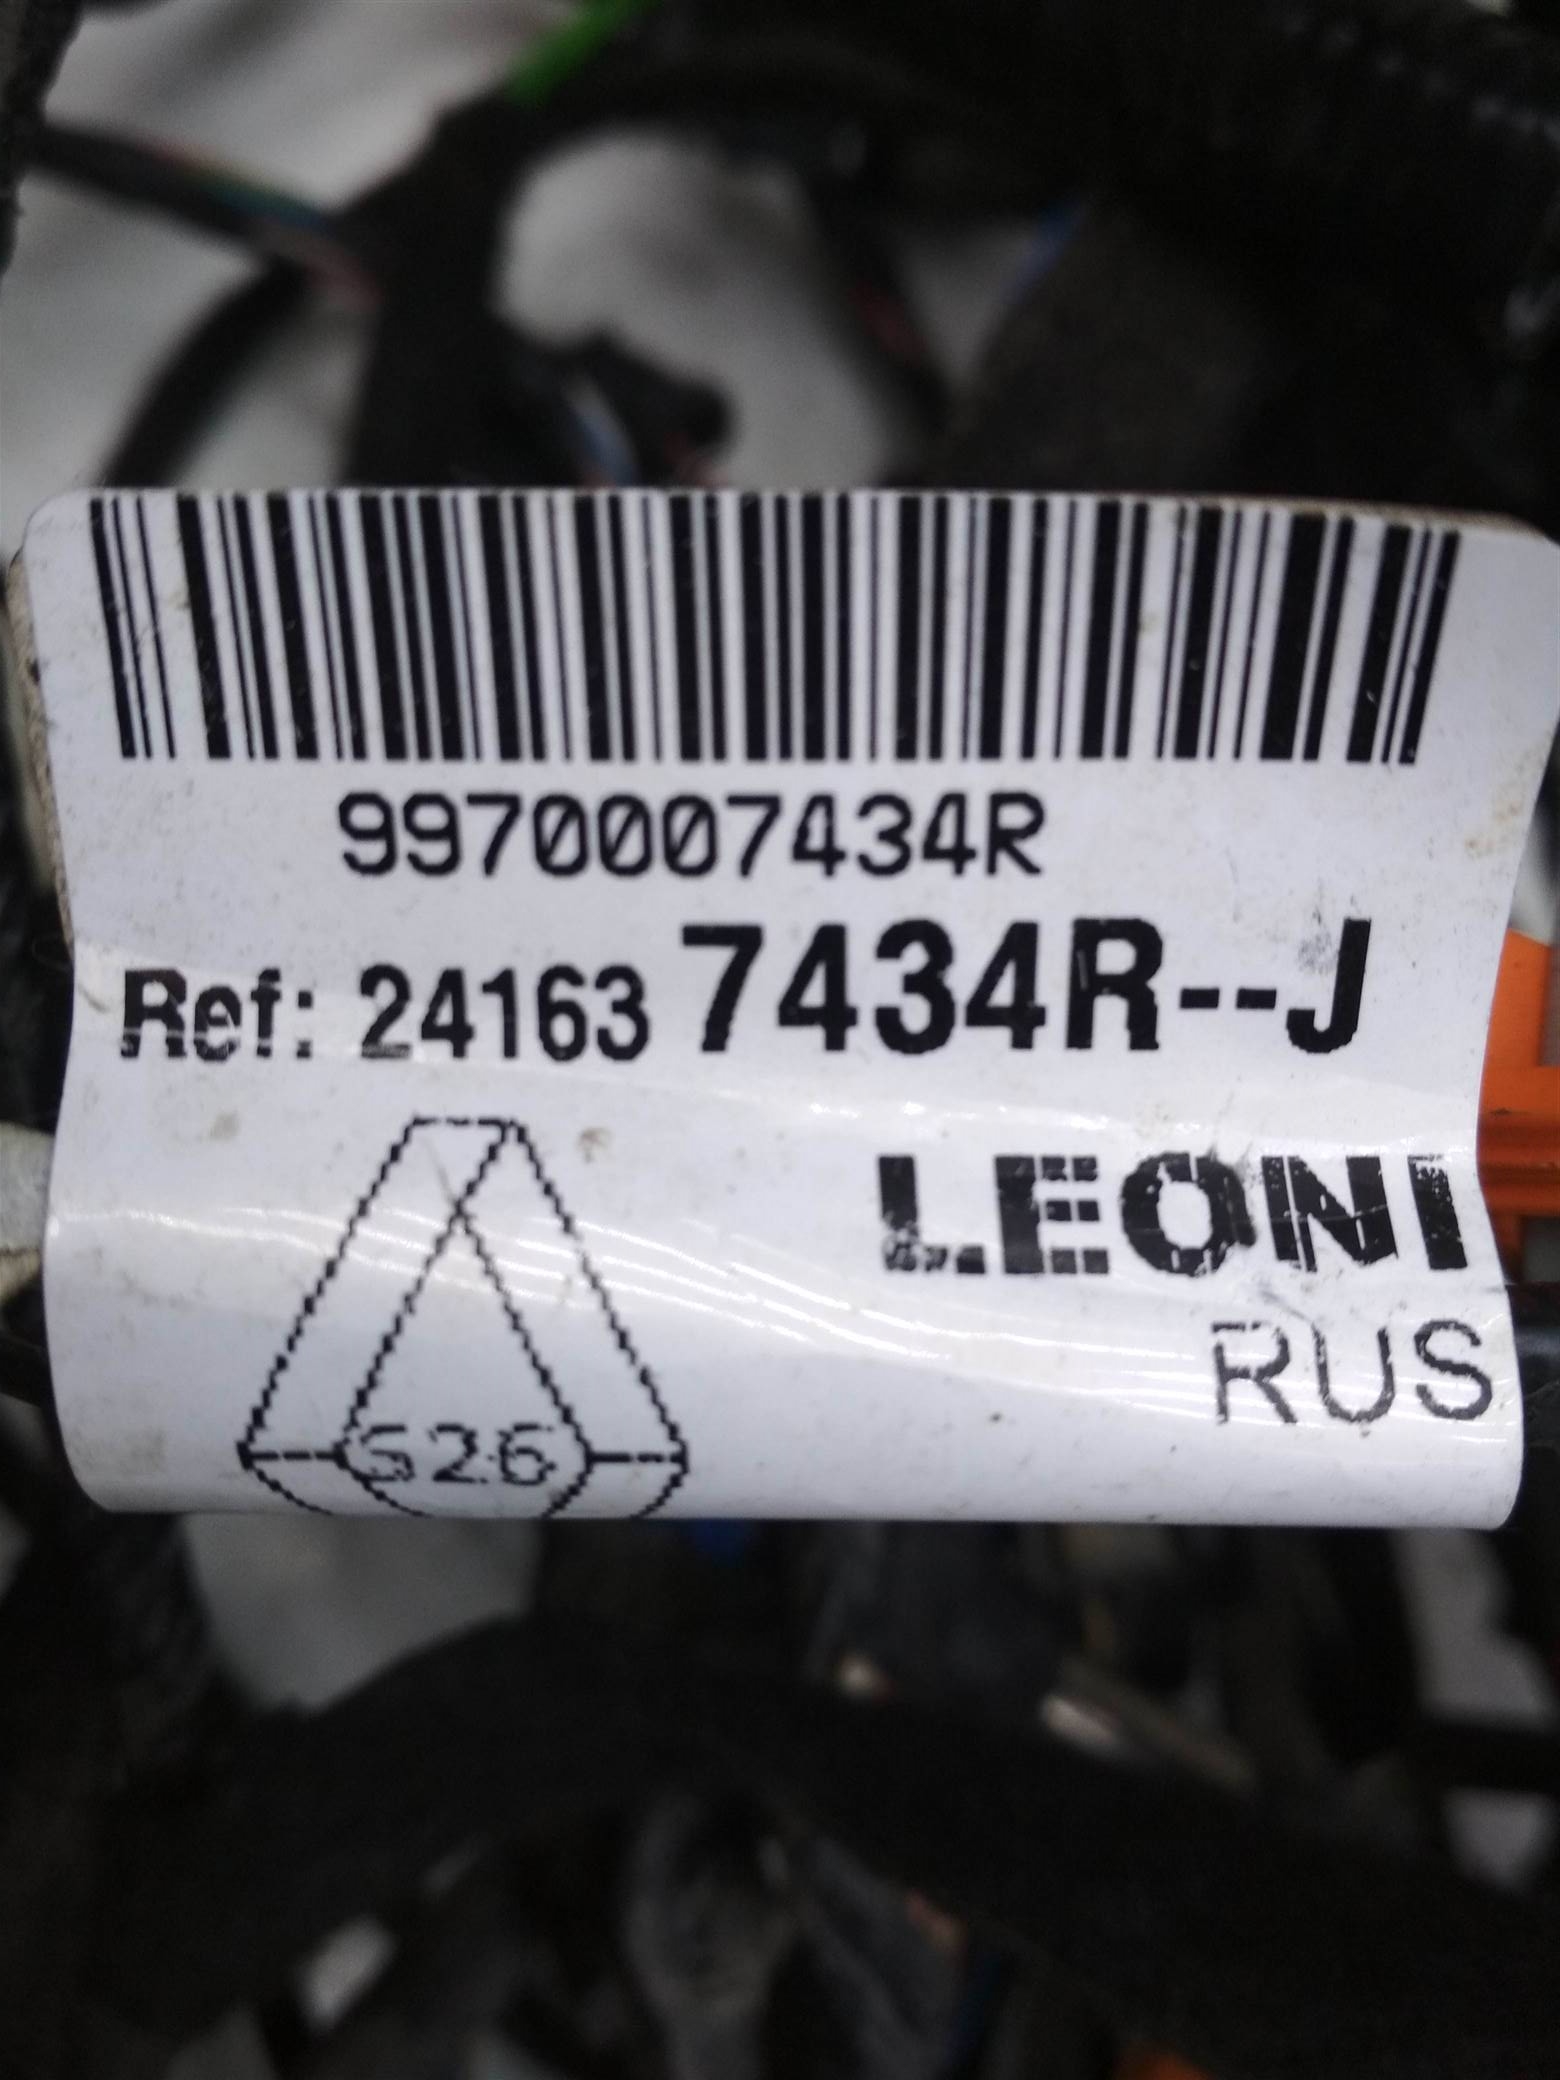 9970007434R
Ref: 24163 7434R--J
LEONI
RUS
S26